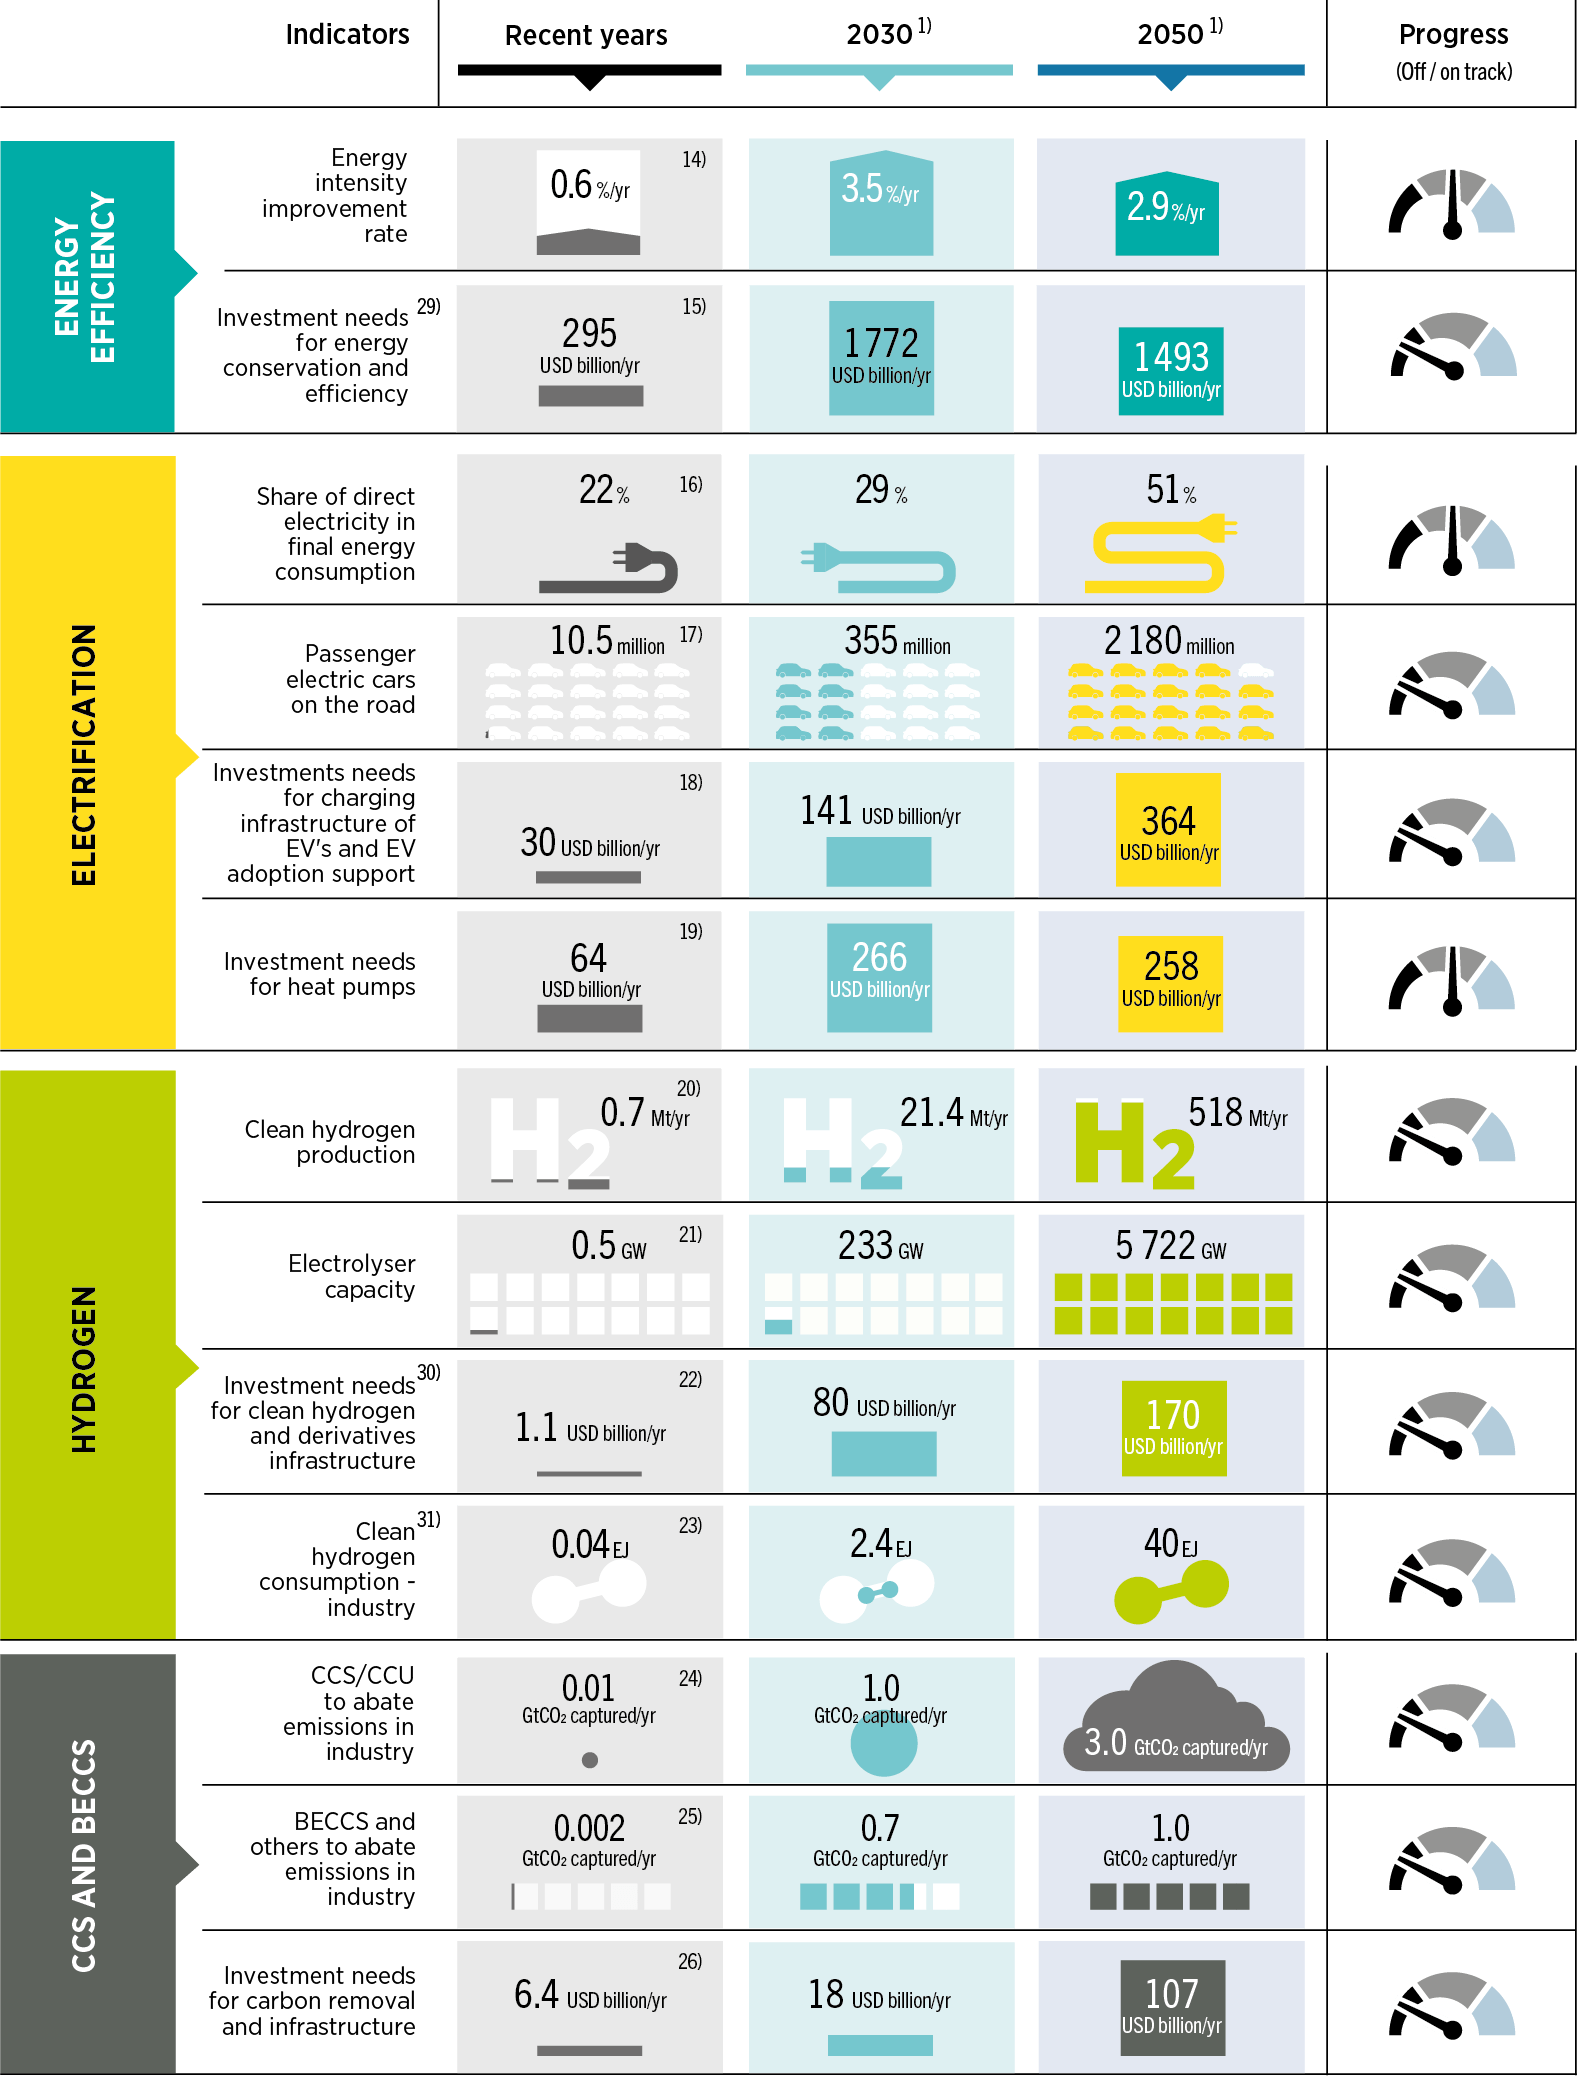 Indicators
Recent years
2030 1)
2050 1)
Progress
(Off / on track)
ENERGY
EFFICIENCY
Energy
intensity
improvement
rate
14)
0.6 %/yr
3.5 %/yr
2.9 %/yr
Investment needs 29)
for energy
conservation and
efficiency
15)
295
USD billion/yr
1 772
USD billion/yr
1 493
USD billion/yr
ELECTRIFICATION
Share of direct
electricity in
final energy
consumption
22 %
16)
29 %
51 %
Passenger
electric cars
on the road
10.5 million
17)
355 million
2 180 million
Investments needs
for charging
infrastructure of
EV's and EV
adoption support
18)
30 USD billion/yr
141 USD billion/yr
364
USD billion/yr
Investment needs
for heat pumps
19)
64
USD billion/yr
266
USD billion/yr
258
USD billion/yr
HYDROGEN
Clean hydrogen
production
20)
H2
0.7 Mt/yr
H2
21.4 Mt/yr
H2
518 Mt/yr
Electrolyser
capacity
0.5 GW
21)
233 GW
5 722 GW
Investment needs 30)
for clean hydrogen
and derivatives
infrastructure
22)
1.1 USD billion/yr
80 USD billion/yr
170
USD billion/yr
Clean 31)
hydrogen
consumption -
industry
23)
0.04 EJ
2.4 EJ
40 EJ
CCS AND BECCS
CCS/CCU
to abate
emissions in
industry
24)
0.01
GtCO₂ captured/yr
1.0
GtCO₂ captured/yr
3.0 GtCO₂ captured/yr
BECCS and
others to abate
emissions in
industry
25)
0.002
GtCO₂ captured/yr
0.7
GtCO₂ captured/yr
1.0
GtCO₂ captured/yr
Investment needs
for carbon removal
and infrastructure
26)
6.4 USD billion/yr
18 USD billion/yr
107
USD billion/yr